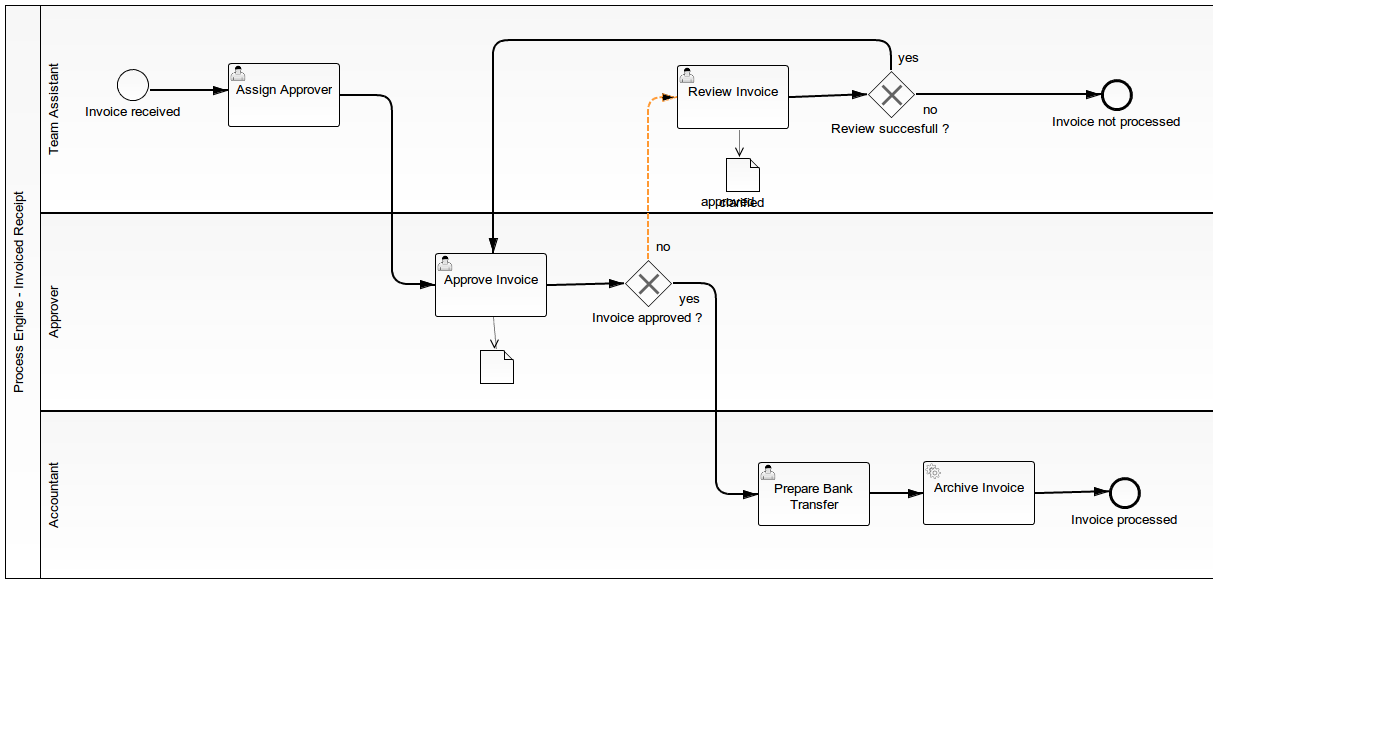 Process Engine - Invoiced Receipt
Team Assistant
Invoice received
Assign Approver
Review Invoice
yes
no
Review succesfull ?
Invoice not processed
approved
clarified
Approver
Approve Invoice
no
yes
Invoice approved ?
Accountant
Prepare Bank
Transfer
Archive Invoice
Invoice processed